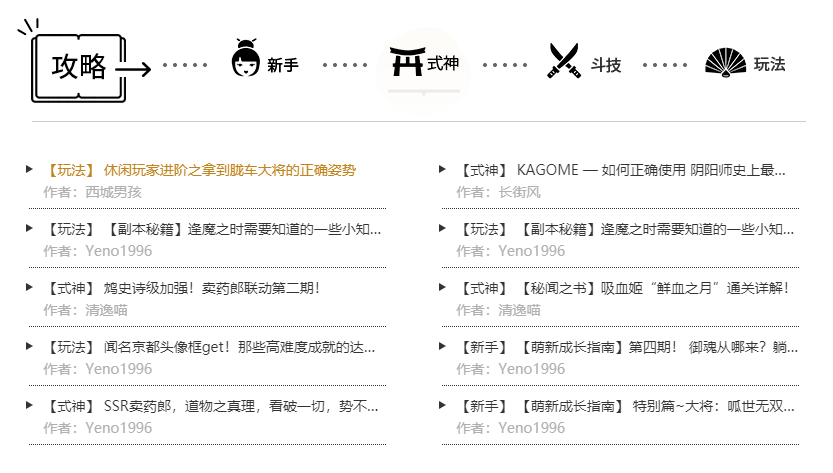 攻略
新手
式神
斗技
玩法
【玩法】 休闲玩家进阶之拿到胧车大将的正确姿势
作者：西城男孩
【玩法】 【副本秘籍】逢魔之时需要知道的一些小知...
作者：Yeno1996
【式神】 鸩史诗级加强！卖药郎联动第二期！
作者：清逸喵
【玩法】 闻名京都头像框get！那些高难度成就的达...
作者：Yeno1996
【式神】 SSR卖药郎，道物之真理，看破一切，势不...
作者：Yeno1996
【式神】 KAGOME — 如何正确使用 阴阳师史上最...
作者：长街风
【玩法】 【副本秘籍】逢魔之时需要知道的一些小知...
作者：Yeno1996
【式神】 【秘闻之书】吸血姬“鲜血之月”通关详解！
作者：清逸喵
【新手】 【萌新成长指南】第四期！ 御魂从哪来？躺...
作者：Yeno1996
【新手】 【萌新成长指南】 特别篇~大将：呱世无双...
作者：Yeno1996